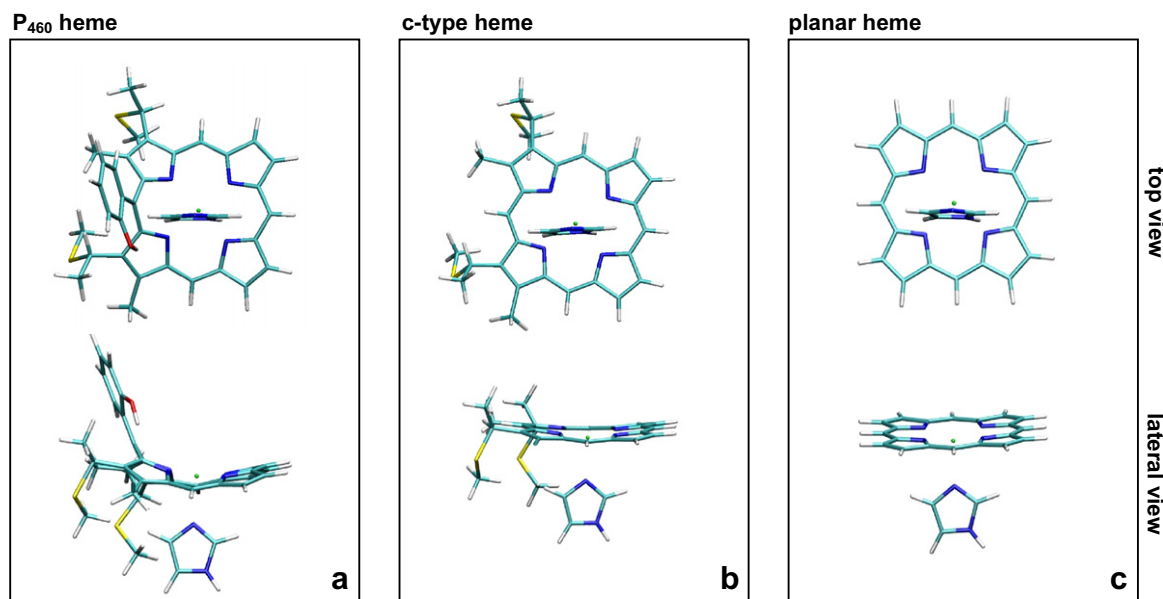 P₄₆₀ heme
c-type heme
planar heme
top view
lateral view
a
b
c